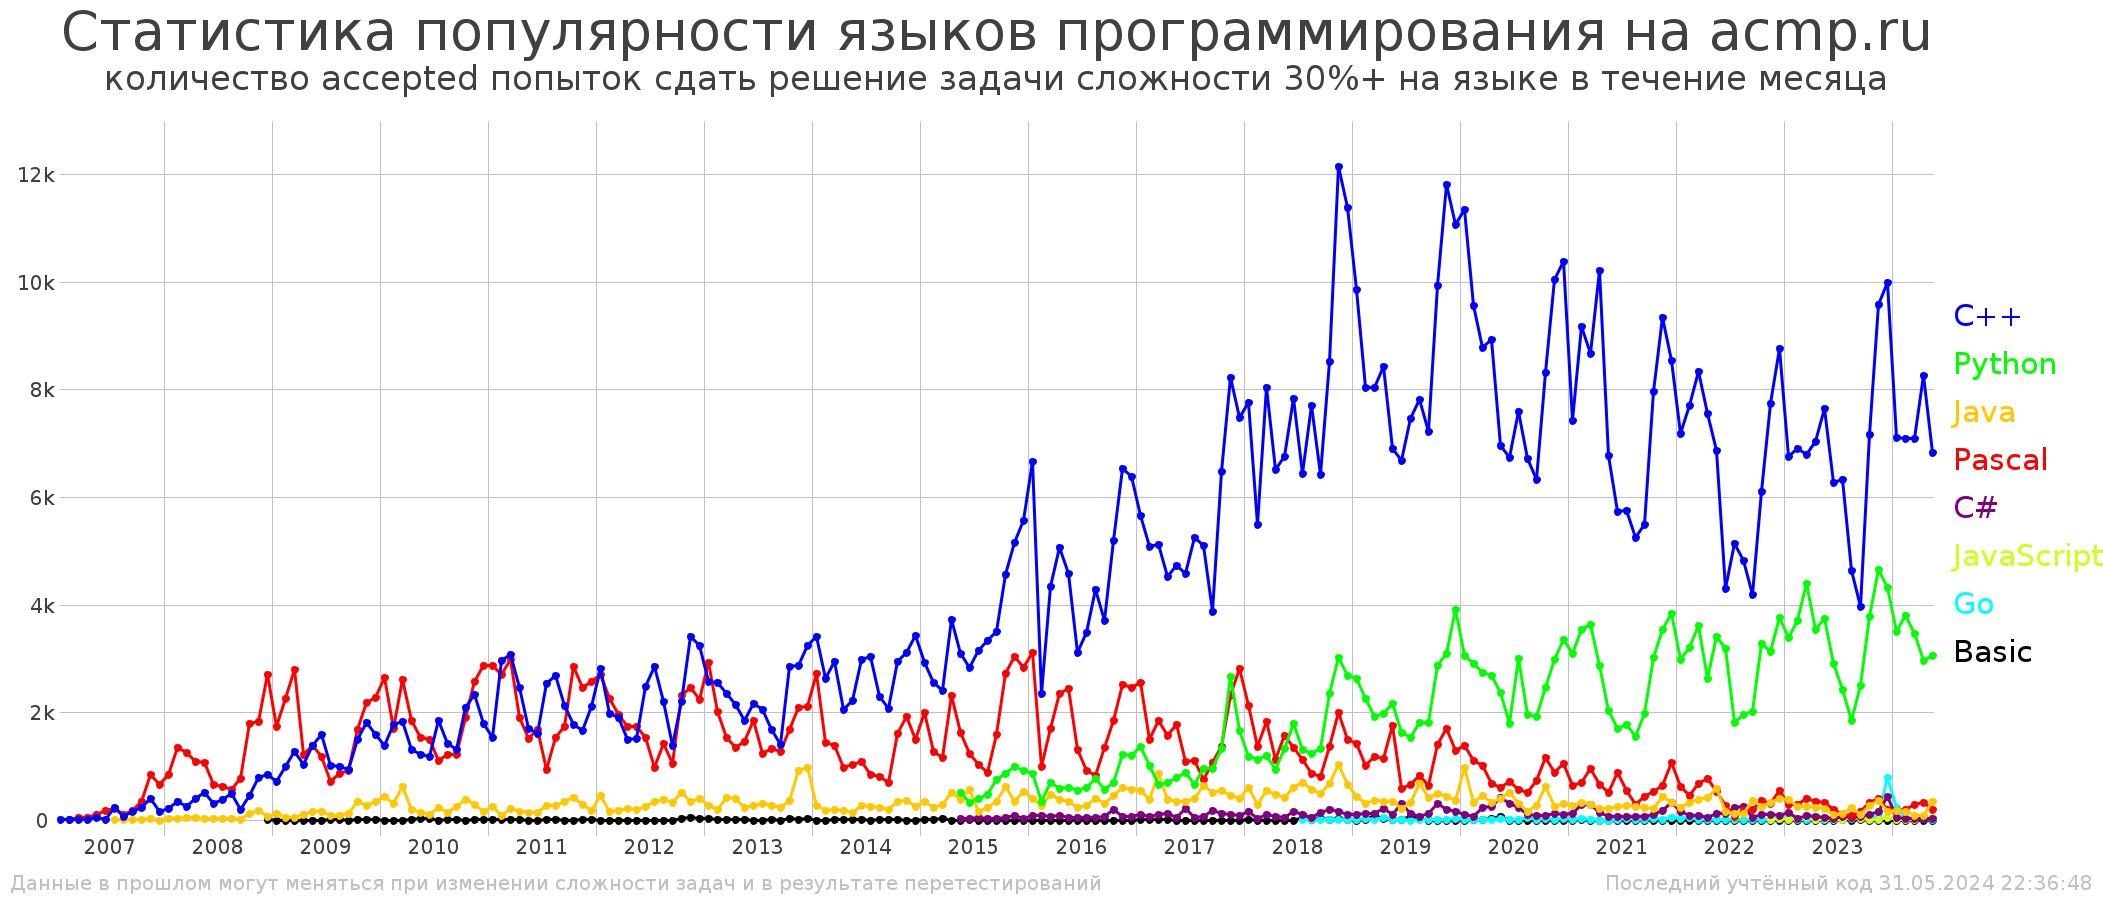 Статистика популярности языков программирования на acmp.ru
количество accepted попыток сдать решение задачи сложности 30%+ на языке в течение месяца
12k
10k
8k
6k
4k
2k
0
C++
Python
Java
Pascal
C#
JavaScript
Go
Basic
2007 2008 2009 2010 2011 2012 2013 2014 2015 2016 2017 2018 2019 2020 2021 2022 2023
Данные в прошлом могут меняться при изменении сложности задач и в результате перетестирований
Последний учтённый код 31.05.2024 22:36:48